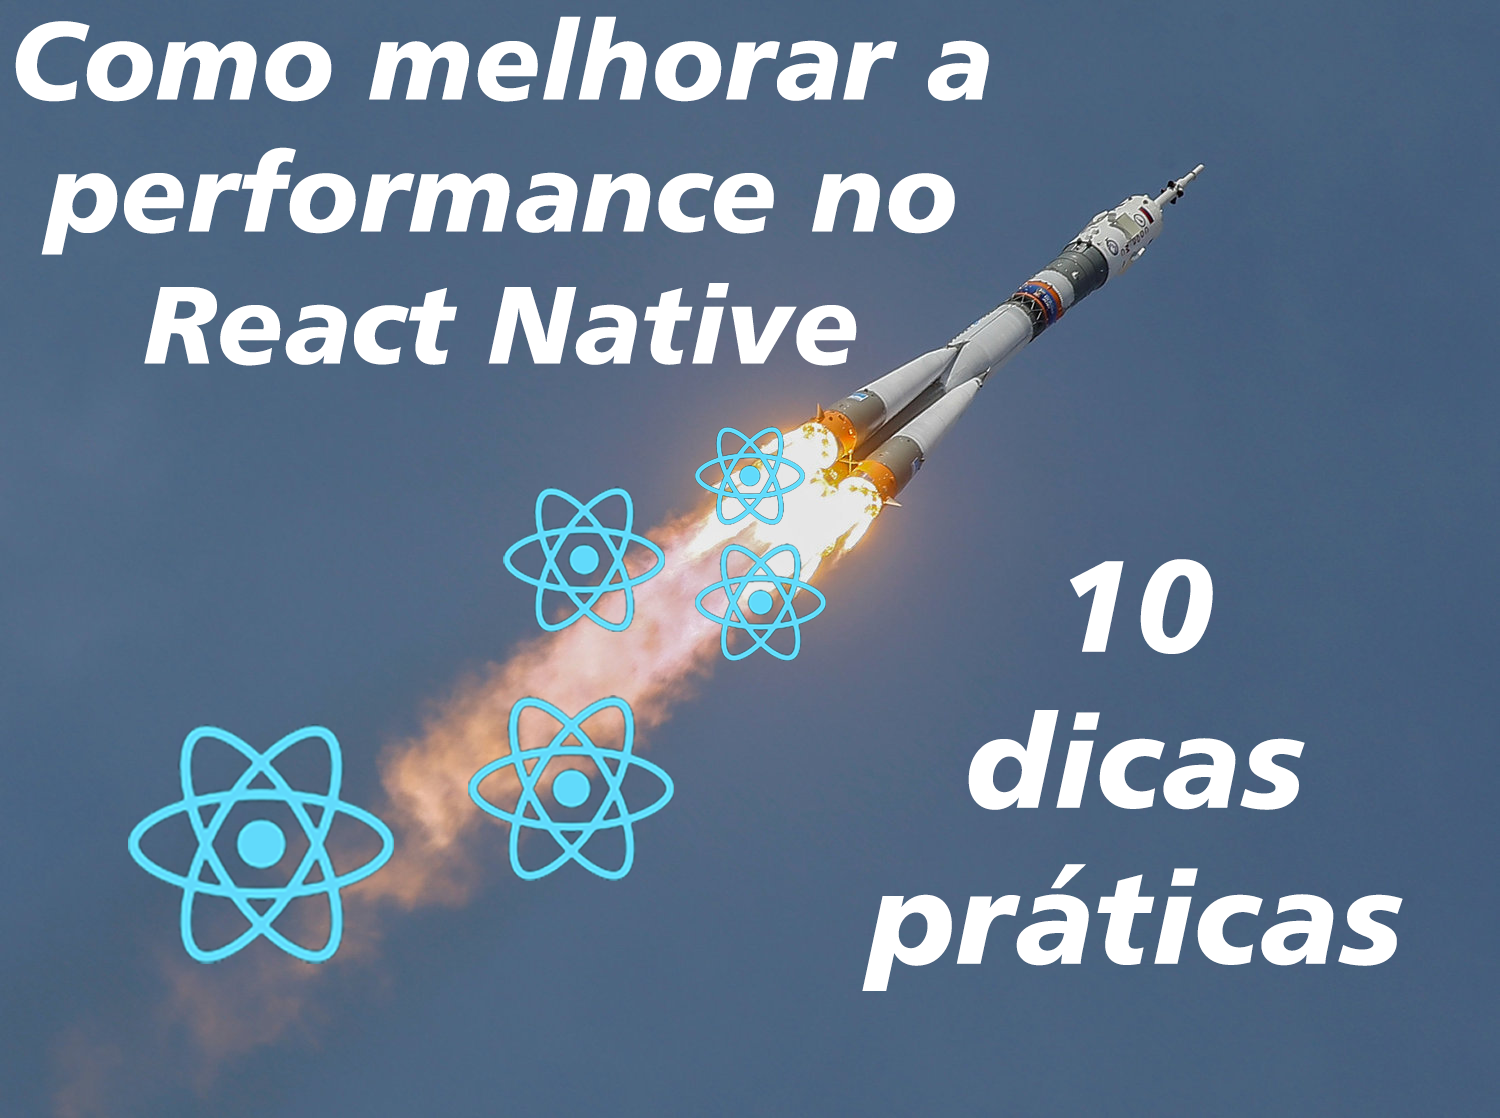 Como melhorar a
performance no
React Native
10
dicas
práticas